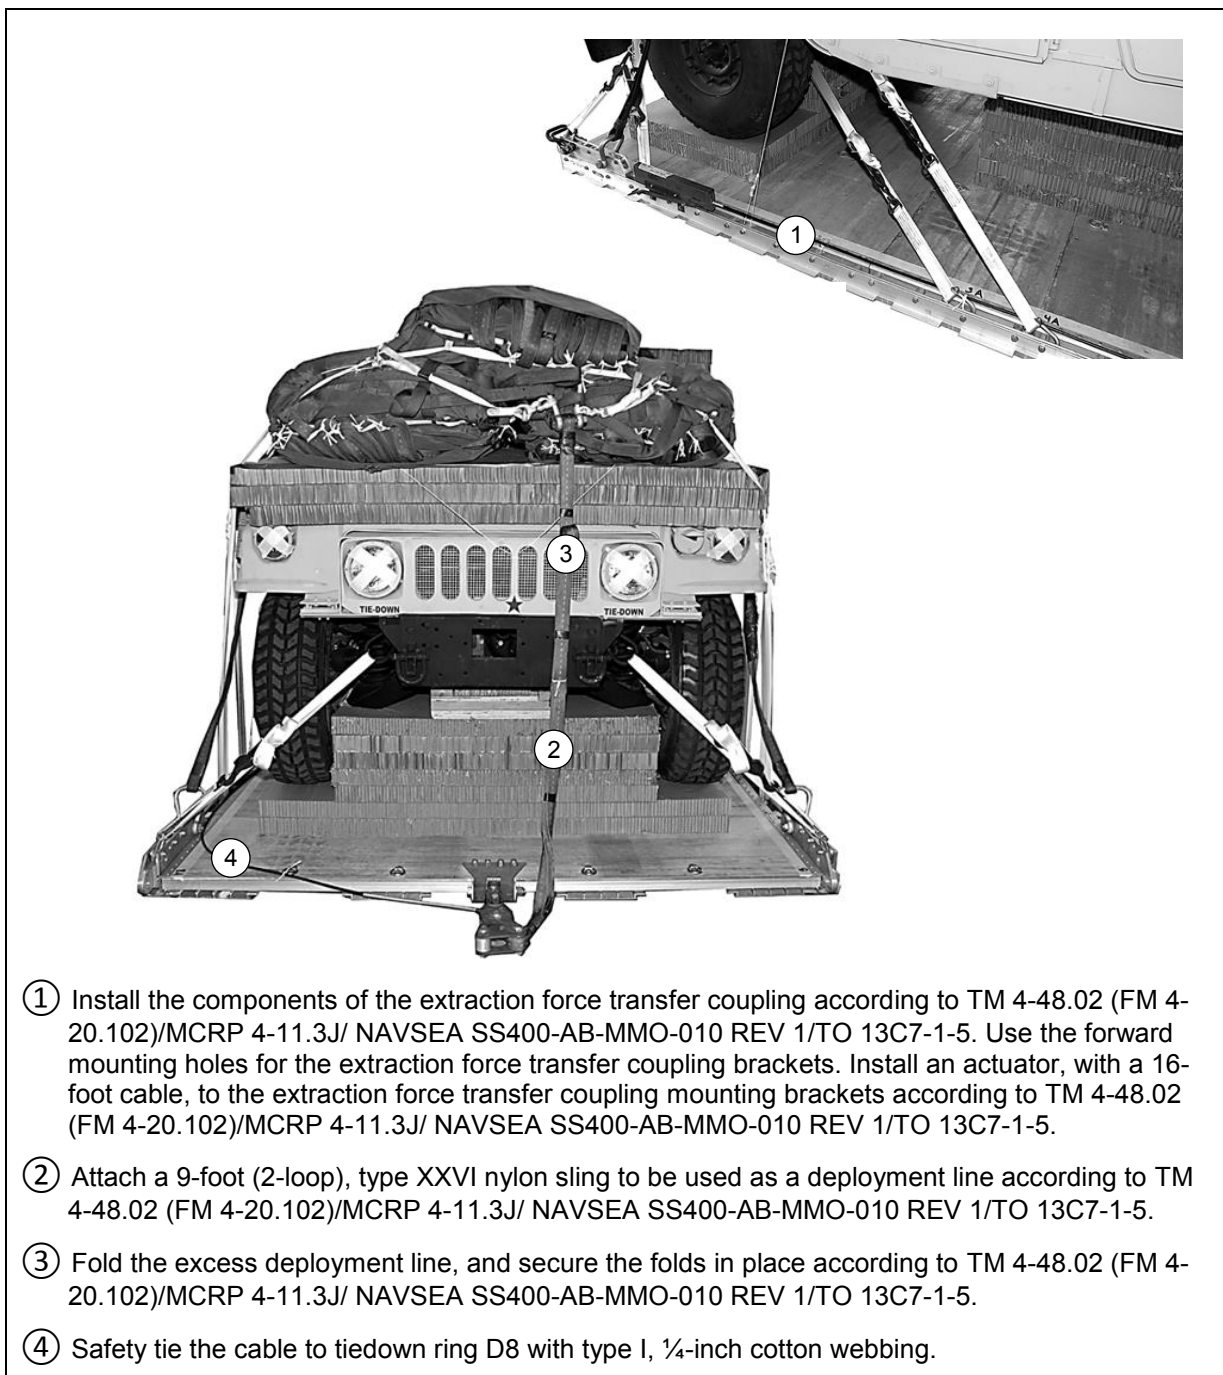 3A
4A
1
3
TIE-DOWN
TIE-DOWN
2
4
① Install the components of the extraction force transfer coupling according to TM 4-48.02 (FM 4-
20.102)/MCRP 4-11.3J/ NAVSEA SS400-AB-MMO-010 REV 1/TO 13C7-1-5. Use the forward
mounting holes for the extraction force transfer coupling brackets. Install an actuator, with a 16-
foot cable, to the extraction force transfer coupling mounting brackets according to TM 4-48.02
(FM 4-20.102)/MCRP 4-11.3J/ NAVSEA SS400-AB-MMO-010 REV 1/TO 13C7-1-5.
② Attach a 9-foot (2-loop), type XXVI nylon sling to be used as a deployment line according to TM
4-48.02 (FM 4-20.102)/MCRP 4-11.3J/ NAVSEA SS400-AB-MMO-010 REV 1/TO 13C7-1-5.
③ Fold the excess deployment line, and secure the folds in place according to TM 4-48.02 (FM 4-
20.102)/MCRP 4-11.3J/ NAVSEA SS400-AB-MMO-010 REV 1/TO 13C7-1-5.
④ Safety tie the cable to tiedown ring D8 with type I, ¼-inch cotton webbing.